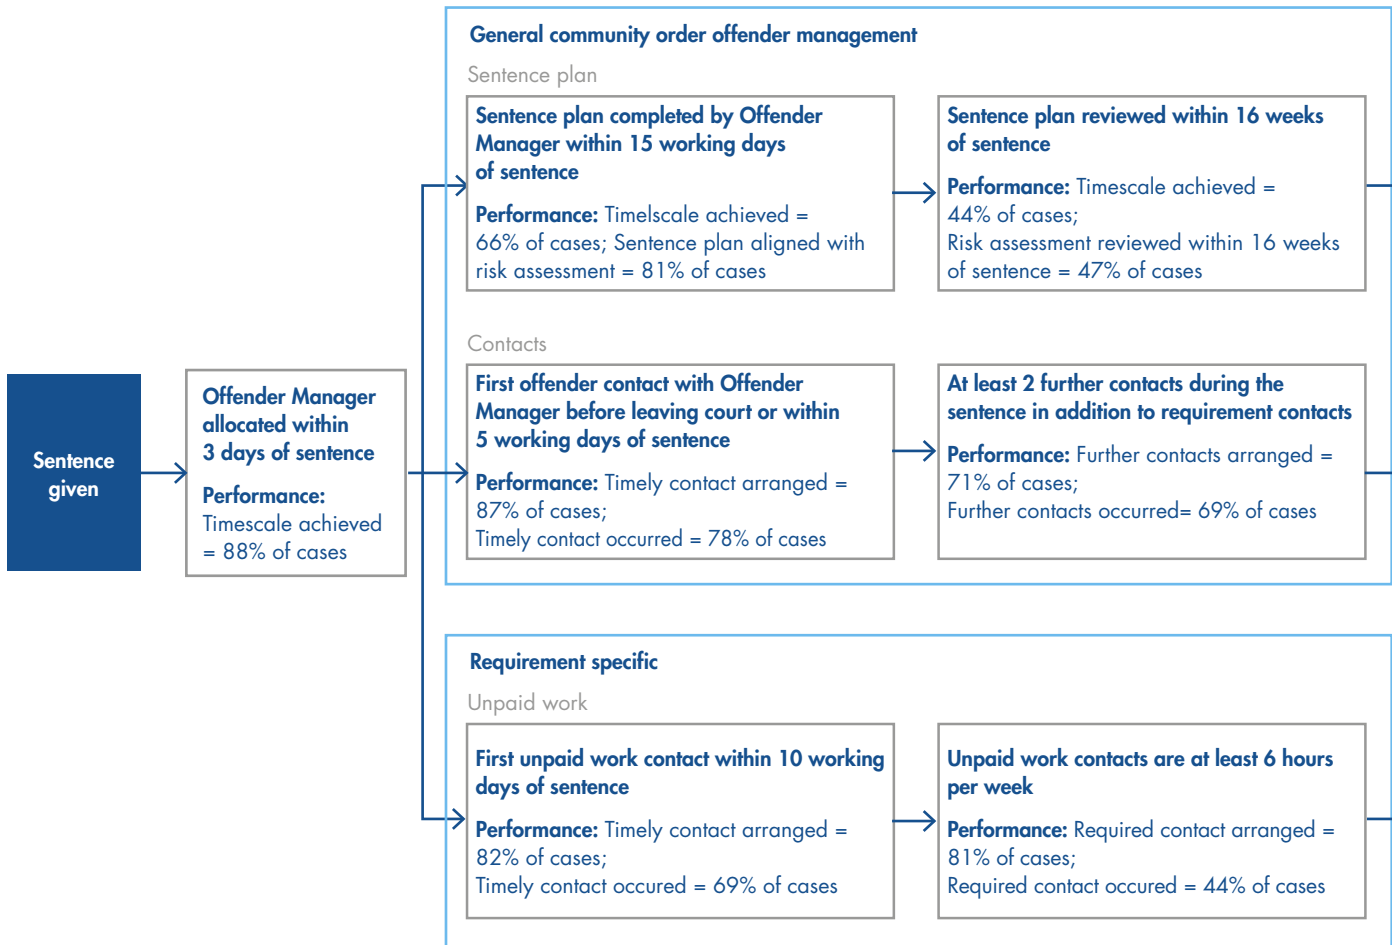 Sentence
given
Offender Manager
allocated within
3 days of sentence
Performance:
Timescale achieved
= 88% of cases
General community order offender management
Sentence plan
Sentence plan completed by Offender
Manager within 15 working days
of sentence
Performance: Timelscale achieved =
66% of cases; Sentence plan aligned with
risk assessment = 81% of cases
Sentence plan reviewed within 16 weeks
of sentence
Performance: Timescale achieved =
44% of cases;
Risk assessment reviewed within 16 weeks
of sentence = 47% of cases
Contacts
First offender contact with Offender
Manager before leaving court or within
5 working days of sentence
Performance: Timely contact arranged =
87% of cases;
Timely contact occurred = 78% of cases
At least 2 further contacts during the
sentence in addition to requirement contacts
Performance: Further contacts arranged =
71% of cases;
Further contacts occurred= 69% of cases
Requirement specific
Unpaid work
First unpaid work contact within 10 working
days of sentence
Performance: Timely contact arranged =
82% of cases;
Timely contact occured = 69% of cases
Unpaid work contacts are at least 6 hours
per week
Performance: Required contact arranged =
81% of cases;
Required contact occured = 44% of cases